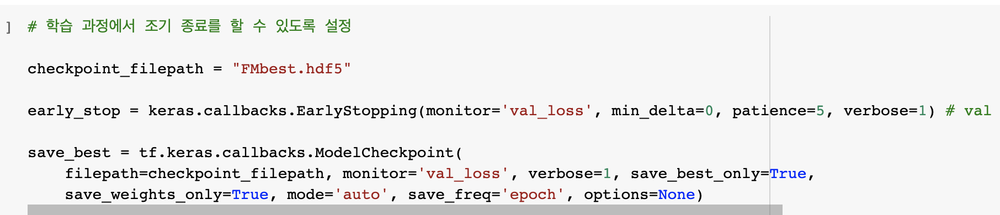 ] # 학습 과정에서 조기 종료를 할 수 있도록 설정
checkpoint_filepath = "FMbest.hdf5"
early_stop = keras.callbacks.EarlyStopping(monitor='val_loss', min_delta=0, patience=5, verbose=1) # val
save_best = tf.keras.callbacks.ModelCheckpoint(
    filepath=checkpoint_filepath, monitor='val_loss', verbose=1, save_best_only=True,
    save_weights_only=True, mode='auto', save_freq='epoch', options=None)